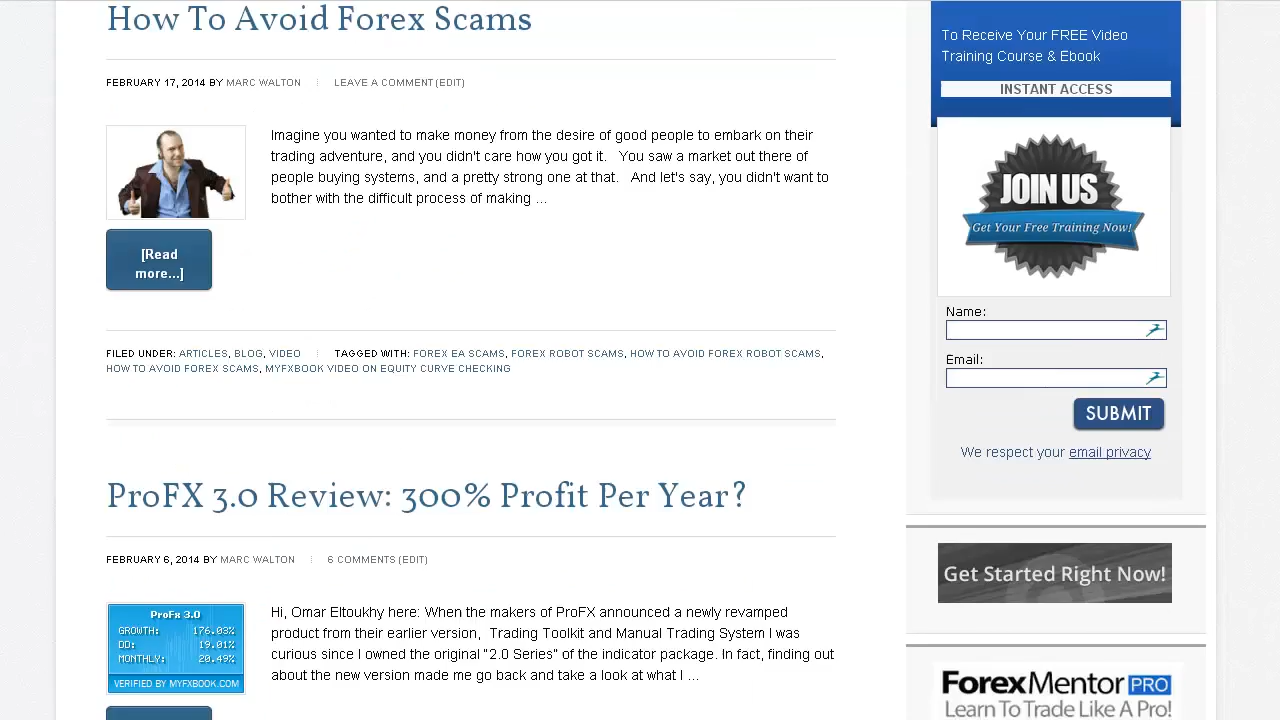 How To Avoid Forex Scams
FEBRUARY 17, 2014 BY MARC WALTON LEAVE A COMMENT (EDIT)
Imagine you wanted to make money from the desire of good people to embark on their
trading adventure, and you didn't care how you got it. You saw a market out there of
people buying systems, and a pretty strong one at that. And let's say, you didn't want to
bother with the difficult process of making ...
[Read
more...]
FILED UNDER: ARTICLES, BLOG, VIDEO TAGGED WITH: FOREX EA SCAMS, FOREX ROBOT SCAMS, HOW TO AVOID FOREX ROBOT SCAMS,
HOW TO AVOID FOREX SCAMS, MYFXBOOK VIDEO ON EQUITY CURVE CHECKING
ProFX 3.0 Review: 300% Profit Per Year?
FEBRUARY 6, 2014 BY MARC WALTON 6 COMMENTS (EDIT)
ProFx 3.0
GROWTH: 176.03%
DD: 19.01%
MONTHLY: 20.49%
VERIFIED BY MYFXBOOK.COM
Hi, Omar Eltoukhy here: When the makers of ProFX announced a newly revamped
product from their earlier version, Trading Toolkit and Manual Trading System I was
curious since I owned the original "2.0 Series" of the indicator package. In fact, finding out
about the new version made me go back and take a look at what I ...
To Receive Your FREE Video
Training Course & Ebook
INSTANT ACCESS
JOIN US
Get Your Free Training Now!
Name:
Email:
SUBMIT
We respect your email privacy
Get Started Right Now!
ForexMentor PRO
Learn To Trade Like A Pro!